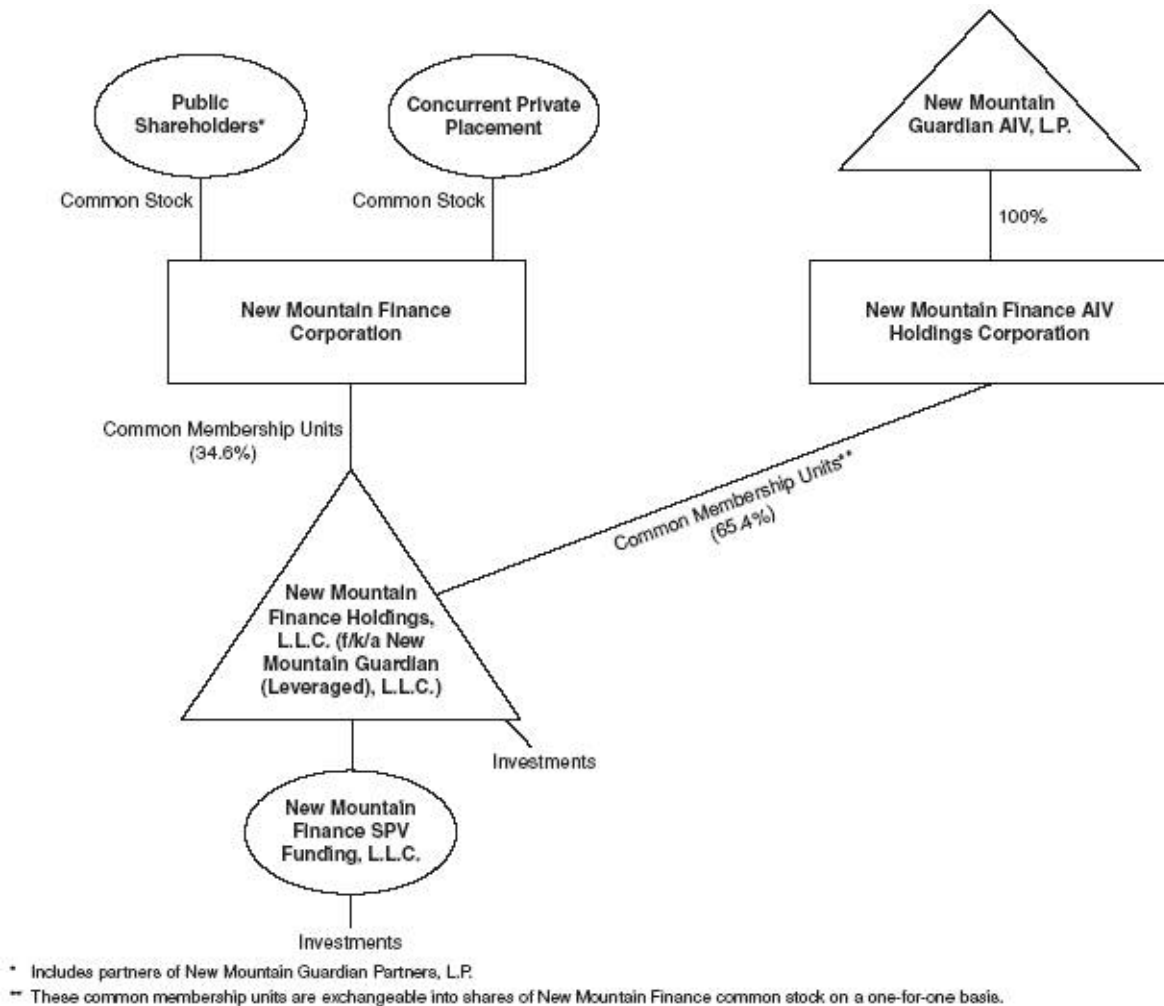 Public
Shareholders*
Concurrent Private
Placement
New Mountain
Guardian AIV, L.P.
Common Stock
Common Stock
100%
New Mountain Finance
Corporation
New Mountain Finance AIV
Holdings Corporation
Common Membership Units
(34.6%)
Common Membership Units**
(65.4%)
New Mountain
Finance Holdings,
L.L.C. (f/k/a New
Mountain Guardian
(Leveraged), L.L.C.)
Investments
New Mountain
Finance SPV
Funding, L.L.C.
Investments
* Includes partners of New Mountain Guardian Partners, L.P.
** These common membership units are exchangeable into shares of New Mountain Finance common stock on a one-for-one basis.